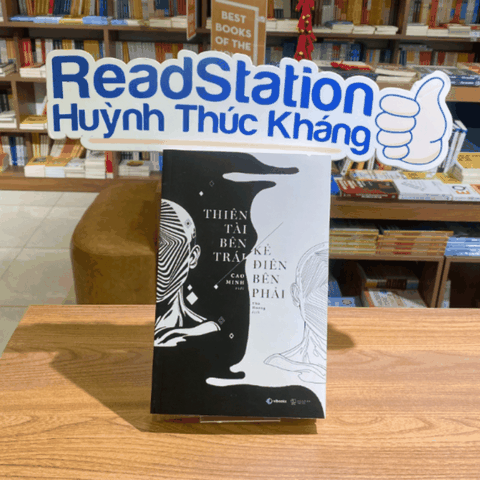 BEST
BOOKS
OF THE
ReadStation
Huỳnh Thúc Kháng
THIÊN
TÀI
BÊN
TRÁI
CAO
MINH
KẺ
ĐIÊN
BÊN
PHẢI